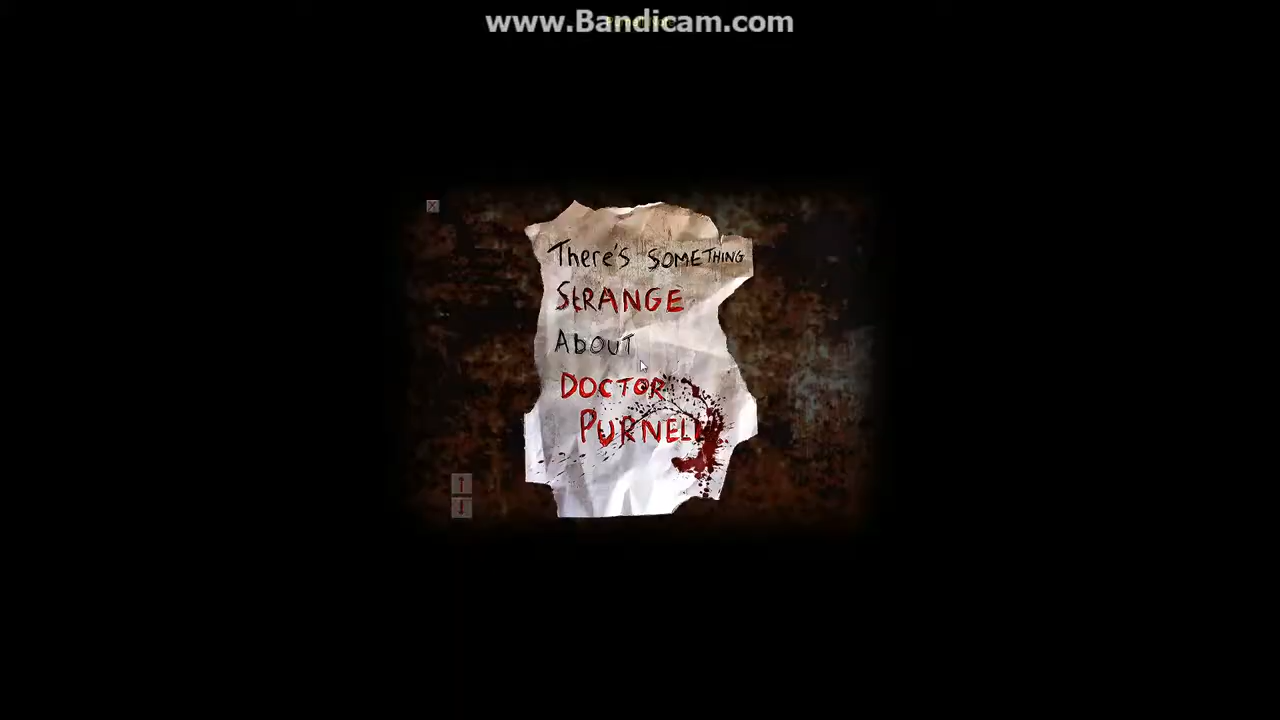 www.Bandicam.com
There's SOMETHING
StRANGE
ABOUT
DOCTOR
PURNELL
X